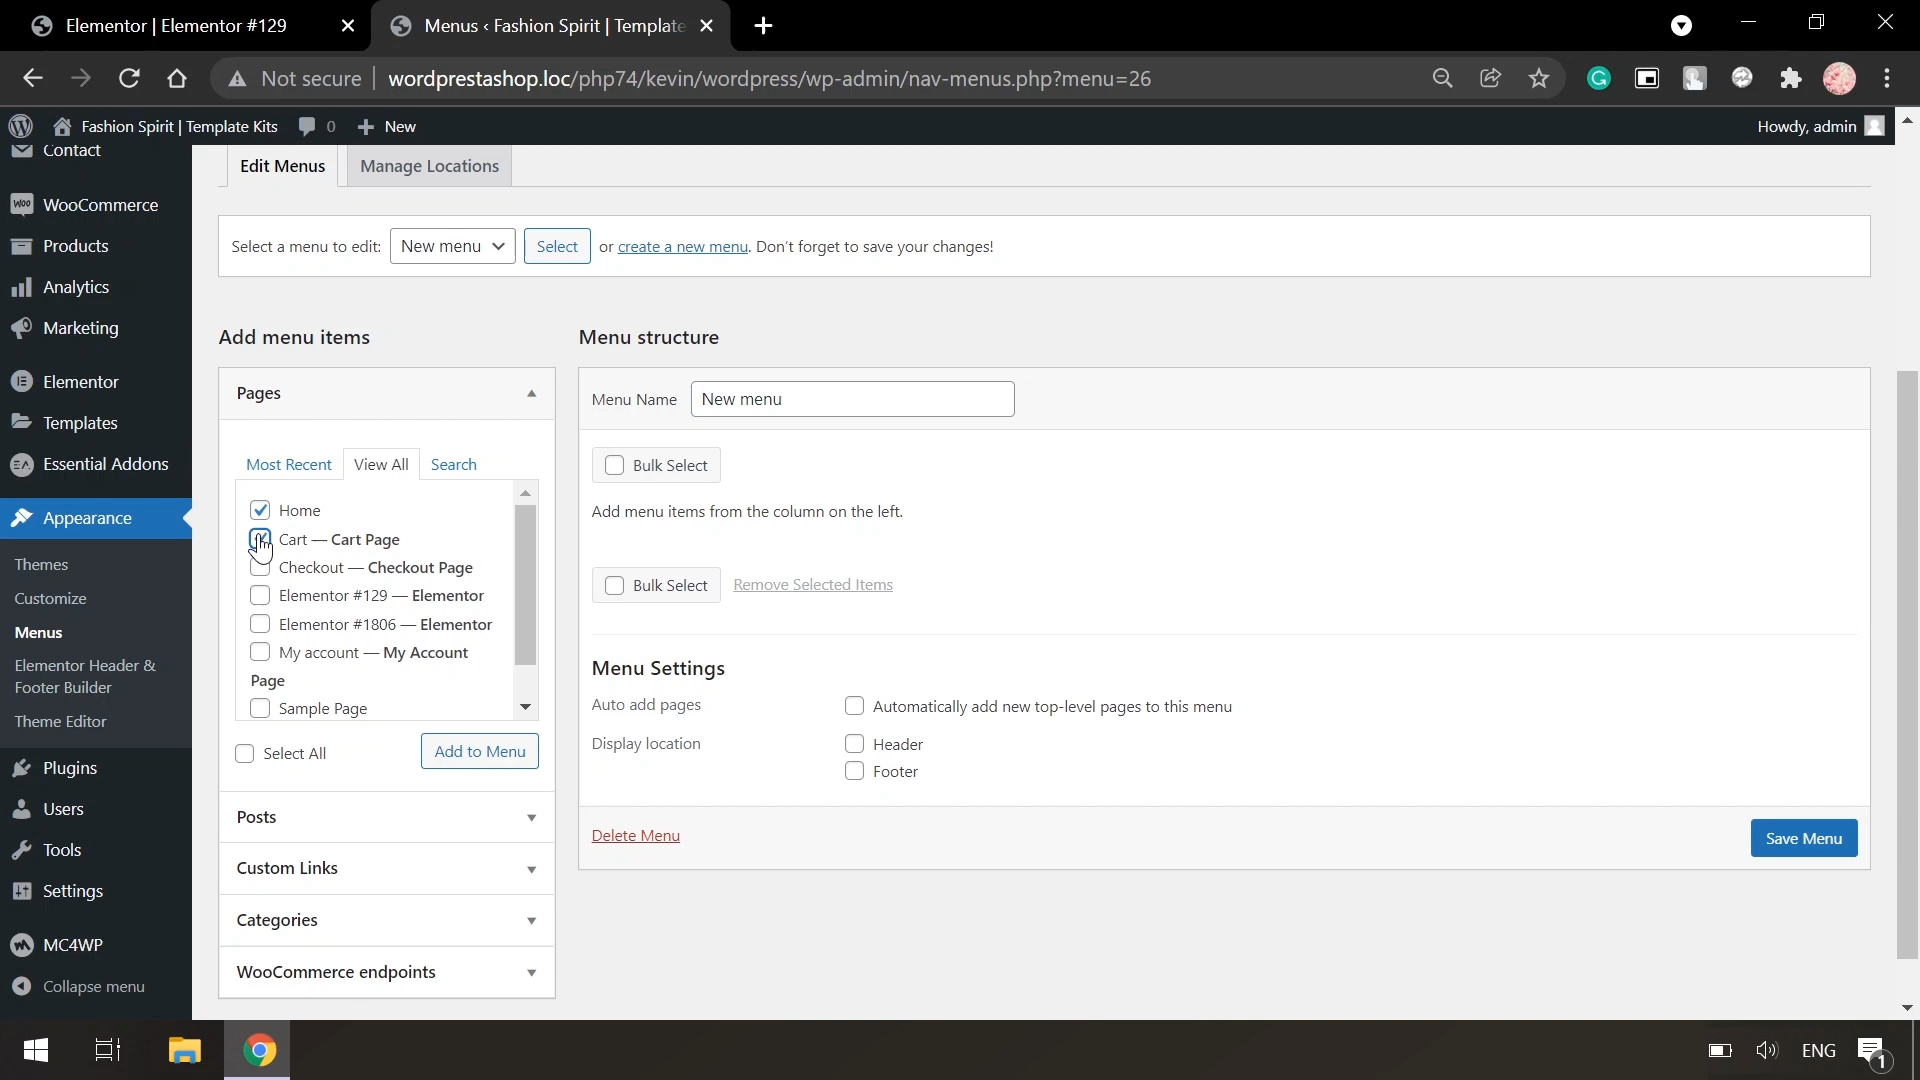 Elementor | Elementor #129
Menus ‹ Fashion Spirit | Template
Not secure
wordprestashop.loc/php74/kevin/wordpress/wp-admin/nav-menus.php?menu=26
Fashion Spirit | Template Kits
0
New
Howdy, admin
Contact
WooCommerce
Products
Analytics
Marketing
Elementor
Templates
Essential Addons
Appearance
Themes
Customize
Menus
Elementor Header &
Footer Builder
Theme Editor
Plugins
Users
Tools
Settings
MC4WP
Collapse menu
Edit Menus
Manage Locations
Select a menu to edit: New menu Select or create a new menu. Don't forget to save your changes!
Add menu items
Pages
Most Recent
View All
Search
Home
Cart — Cart Page
Checkout — Checkout Page
Elementor #129 — Elementor
Elementor #1806 — Elementor
My account — My Account
Page
Sample Page
Select All
Add to Menu
Posts
Custom Links
Categories
WooCommerce endpoints
Menu structure
Menu Name New menu
Bulk Select
Add menu items from the column on the left.
Bulk Select Remove Selected Items
Menu Settings
Auto add pages Automatically add new top-level pages to this menu
Display location Header
Footer
Delete Menu
Save Menu
ENG
1